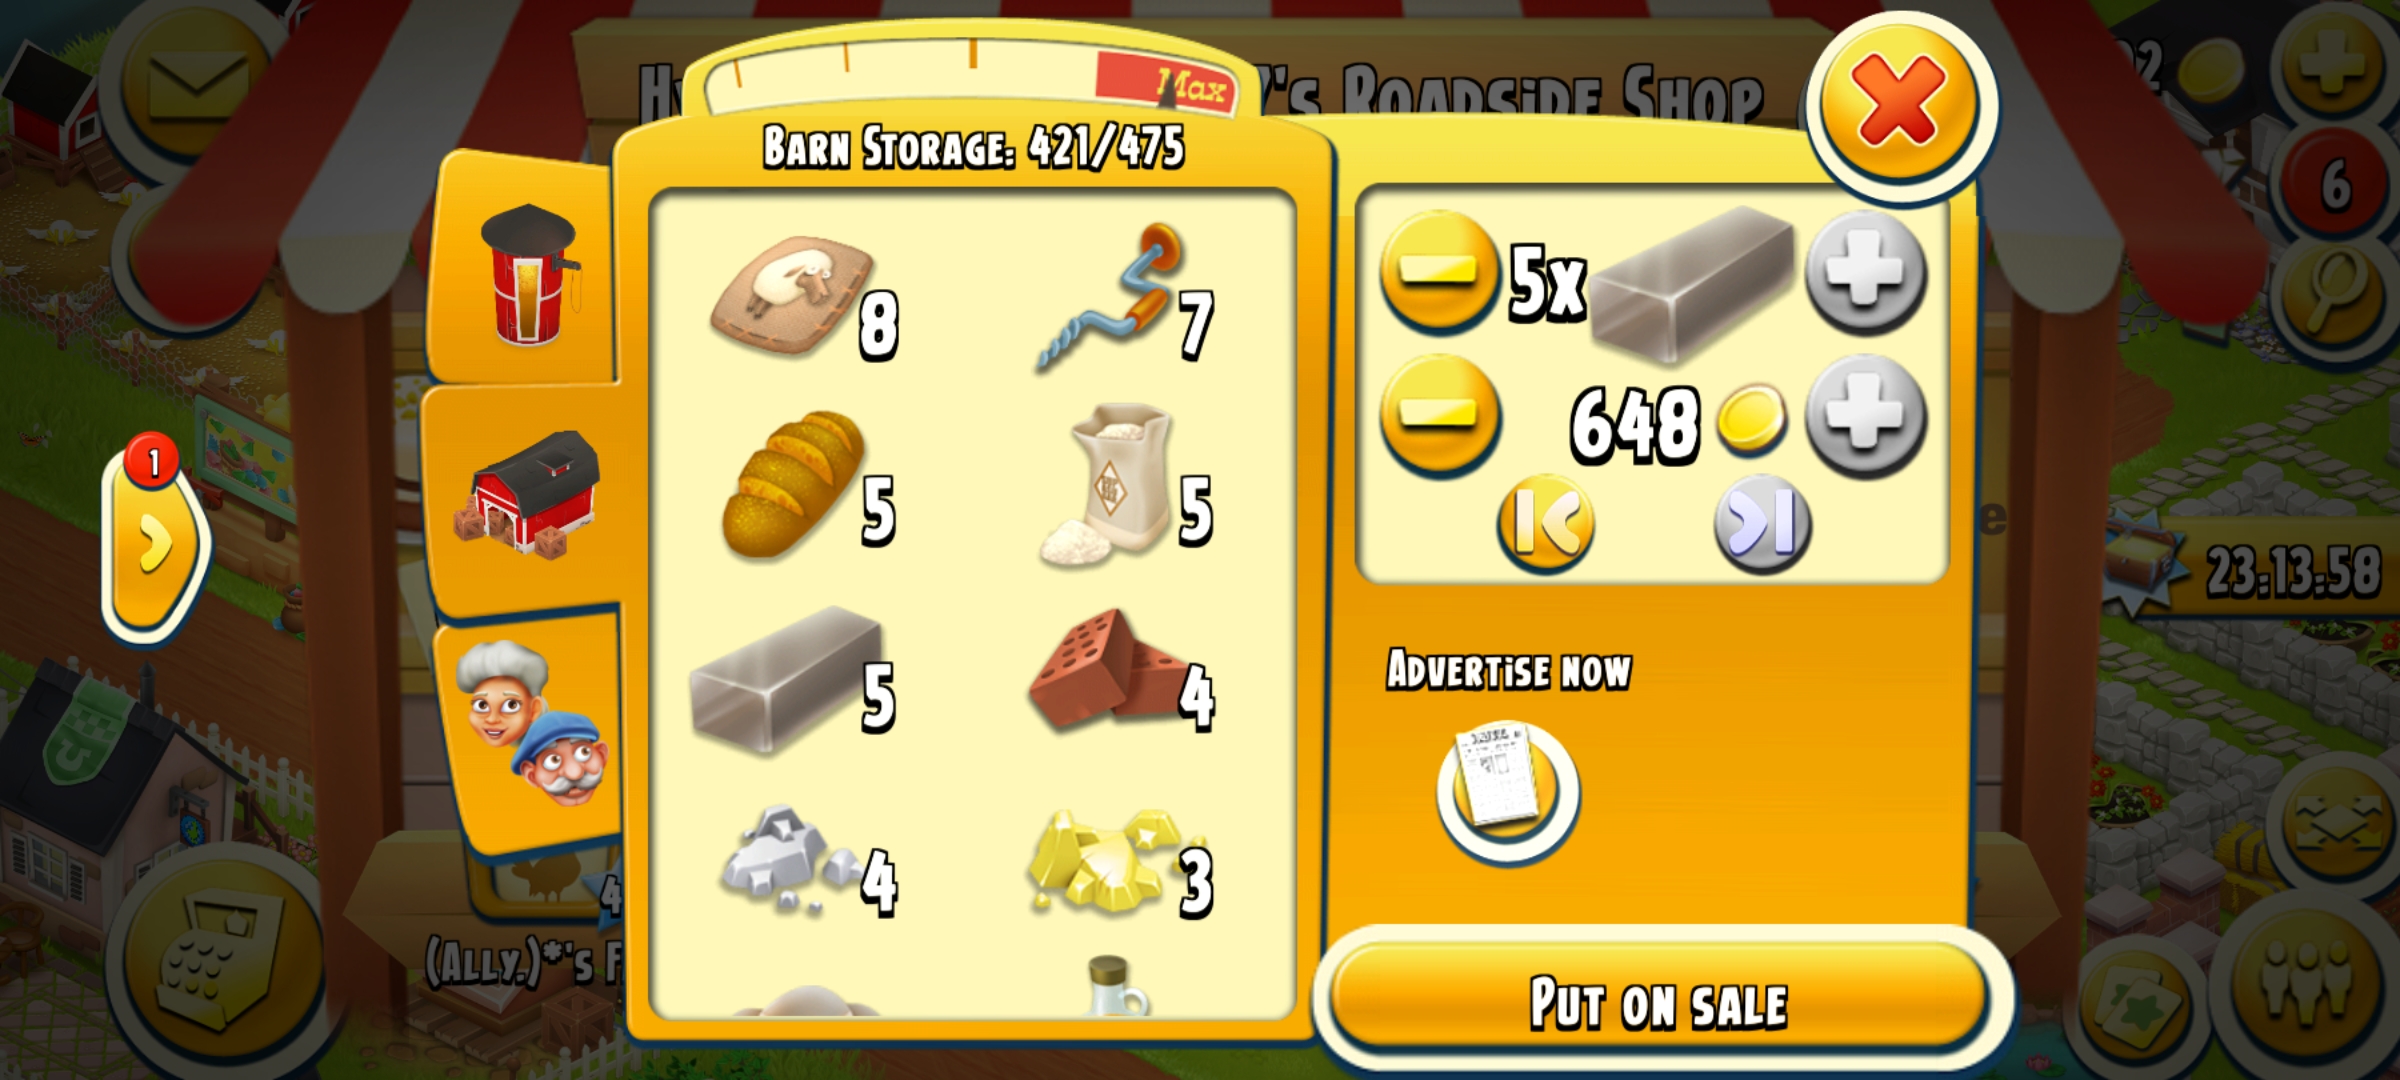 Max
's Roadside Shop
Barn Storage: 421/475
8
7
5
5
5
4
4
3
5x
648
Advertise now
Put on sale
1
6
23:13:58
4
(Ally.)*'s F